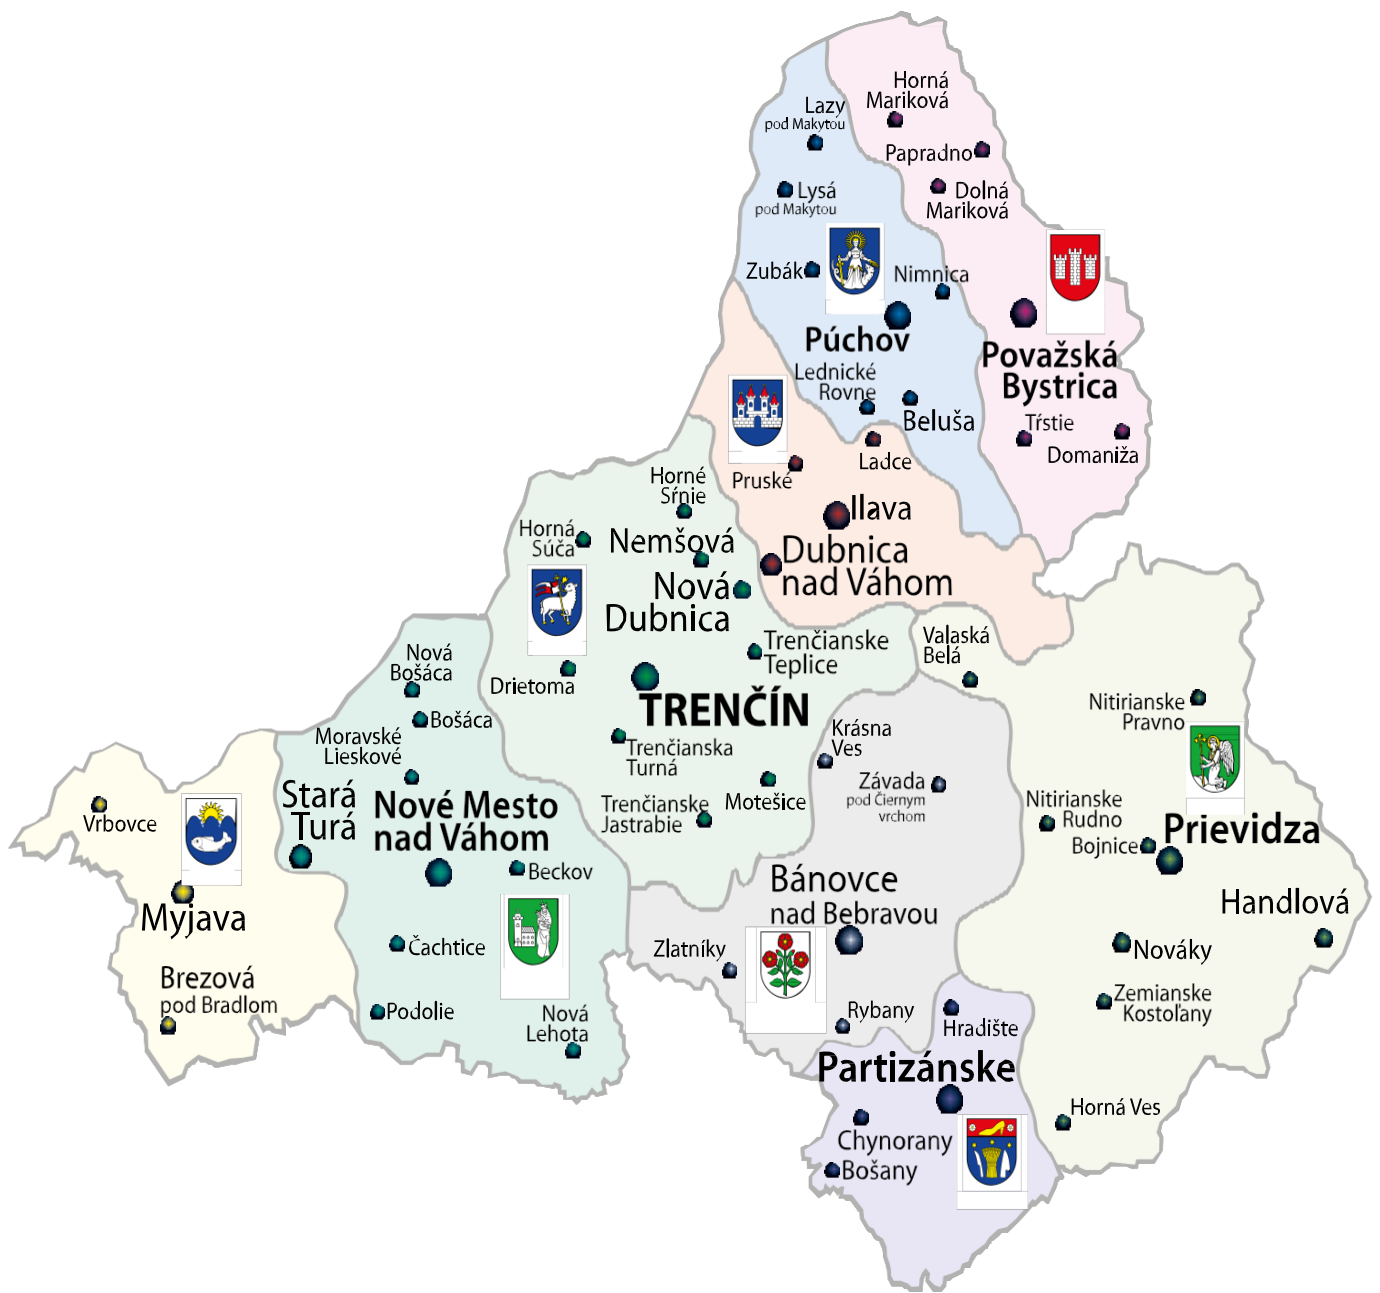 Horná
Mariková
Lazy
pod Makytou
Papradno
Lysá
pod Makytou
Dolná
Mariková
Zubák
Nimnica
Púchov
Považská
Bystrica
Lednické
Rovne
Beluša
Tŕstie
Domaniža
Ladce
Pruské
Horné
Sŕnie
Ilava
Horná
Súča
Nemšová
Dubnica
nad Váhom
Nová
Dubnica
Trenčianske
Teplice
Valaská
Belá
Nová
Bošáca
Drietoma
TRENČÍN
Nitirianske
Pravno
Bošáca
Moravské
Lieskové
Krásna
Ves
Trenčianska
Turná
Závada
pod Čiernym
vrchom
Stará
Turá
Nové Mesto
nad Váhom
Trenčianske
Jastrabie
Motešice
Nitirianske
Rudno
Prievidza
Vrbovce
Bojnice
Beckov
Bánovce
nad Bebravou
Handlová
Myjava
Čachtice
Zlatníky
Nováky
Brezová
pod Bradlom
Podolie
Nová
Lehota
Rybany
Hradište
Zemianske
Kostoľany
Partizánske
Horná Ves
Chynorany
Bošany